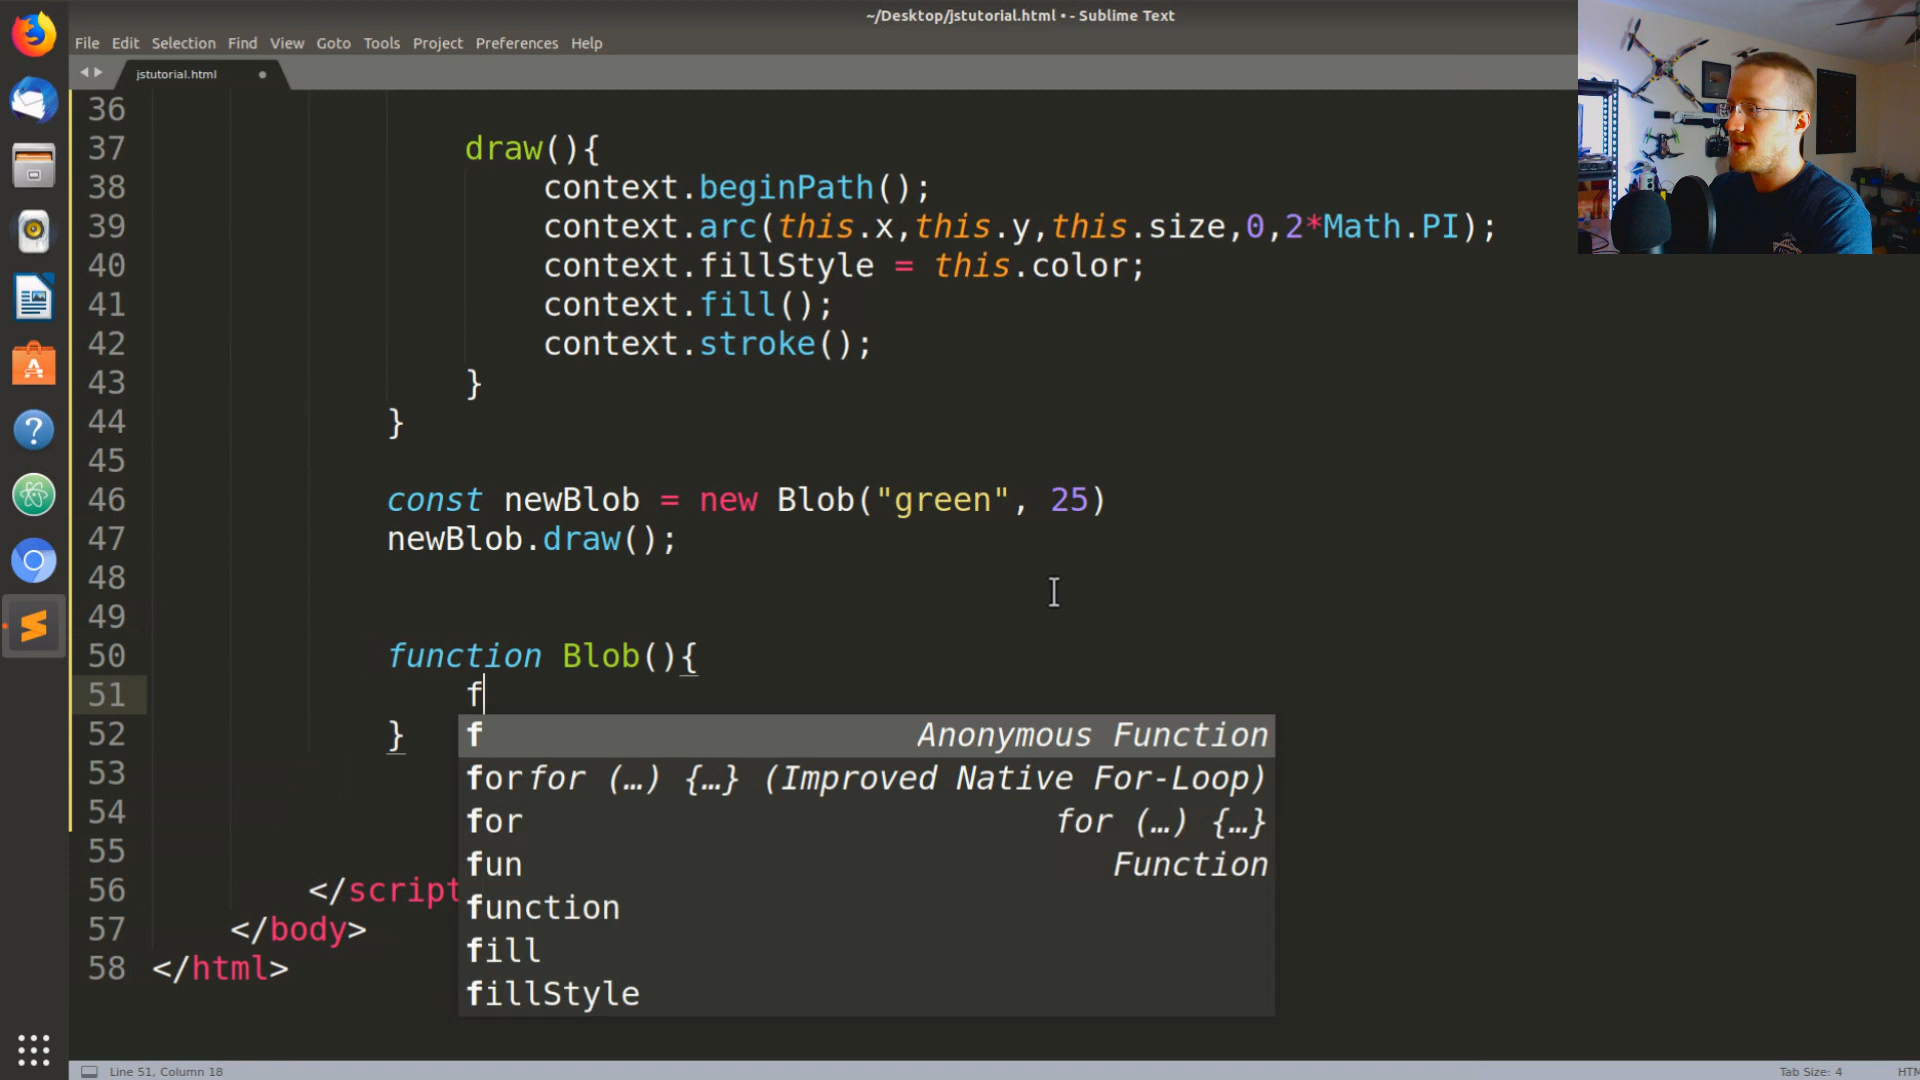 ~/Desktop/jstutorial.html • - Sublime Text
File Edit Selection Find View Goto Tools Project Preferences Help
jstutorial.html
36
37 draw(){
38 context.beginPath();
39 context.arc(this.x,this.y,this.size,0,2*Math.PI);
40 context.fillStyle = this.color;
41 context.fill();
42 context.stroke();
43 }
44 }
45
46 const newBlob = new Blob("green", 25)
47 newBlob.draw();
48
49
50 function Blob(){
51 f
52 }
f Anonymous Function
53
for for (…) {…} (Improved Native For-Loop)
54
for for (…) {…}
55
fun Function
56 </script
function
57 </body>
fill
58 </html>
fillStyle
Line 51, Column 18
Tab Size: 4
HTM